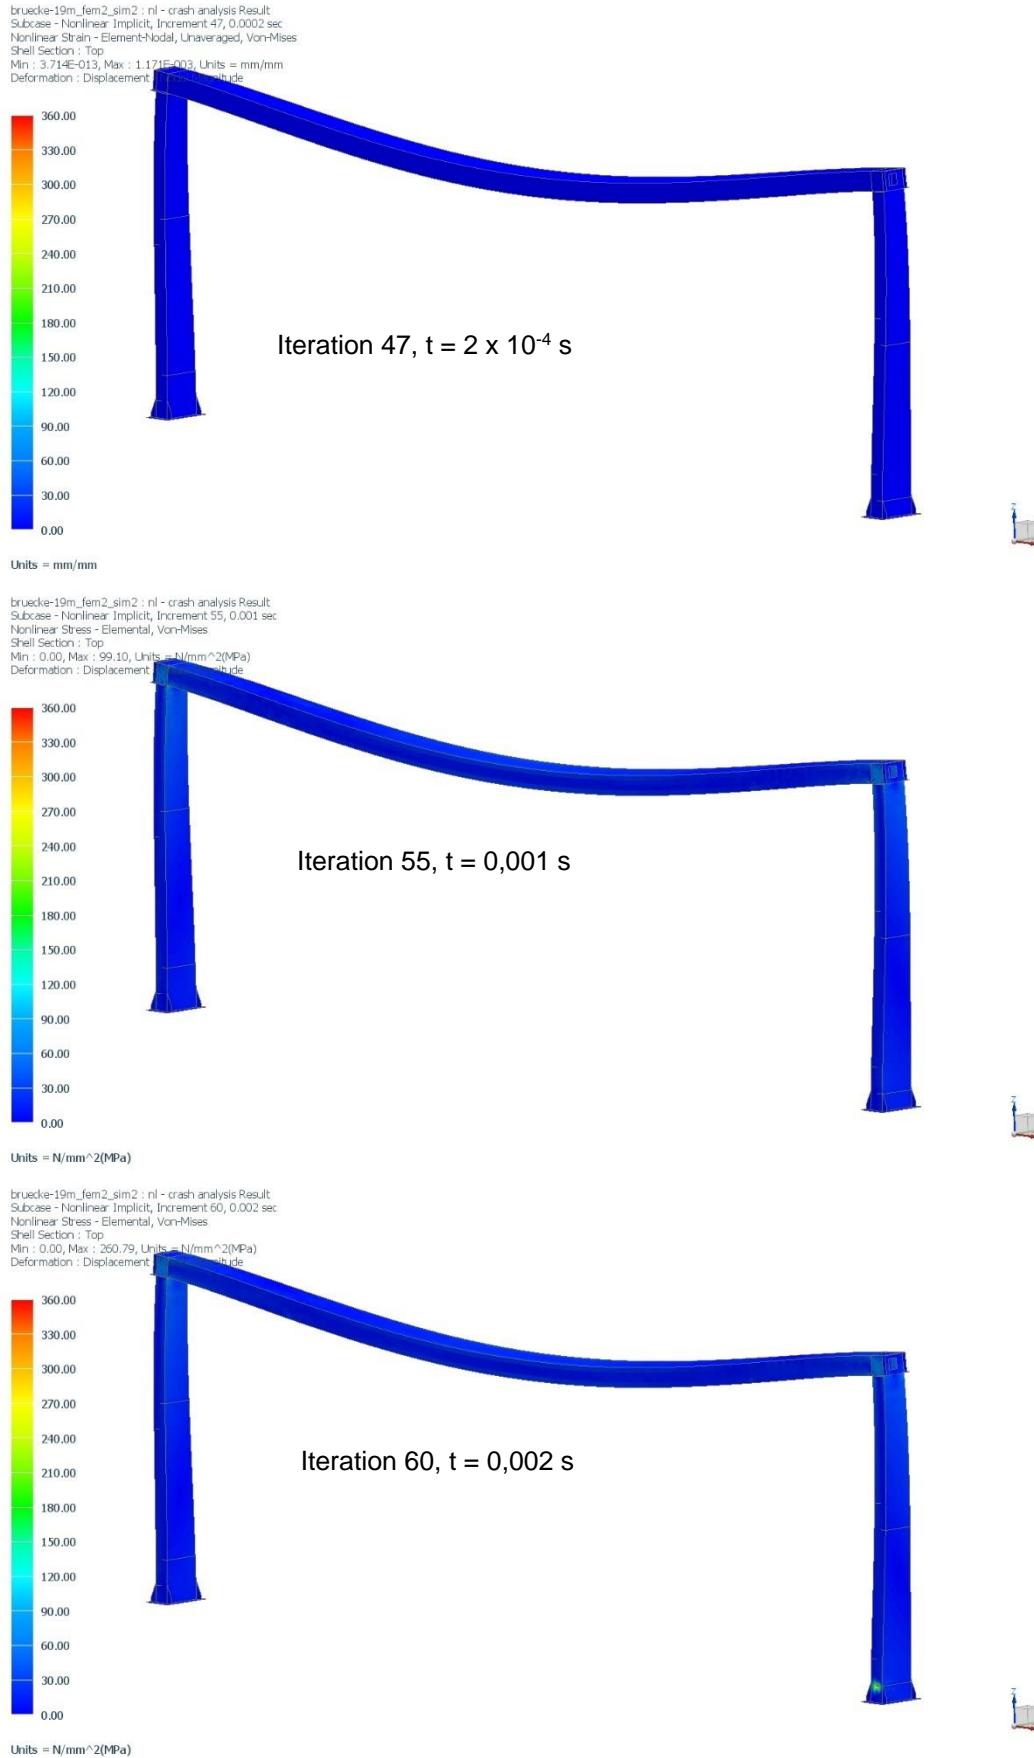 bruecke-19m_fem2_sim2 : nl - crash analysis Result
Subcase - Nonlinear Implicit, Increment 47, 0.0002 sec
Nonlinear Strain - Element-Nodal, Unaveraged, Von-Mises
Shell Section : Top
Min : 3.714E-013, Max : 1.171E-003, Units = mm/mm
Deformation : Displacement
360.00
330.00
300.00
270.00
240.00
210.00
180.00
150.00
120.00
90.00
60.00
30.00
0.00
Iteration 47, t = 2 x 10⁻⁴ s
Z
Units = mm/mm
bruecke-19m_fem2_sim2 : nl - crash analysis Result
Subcase - Nonlinear Implicit, Increment 55, 0.001 sec
Nonlinear Stress - Elemental, Von-Mises
Shell Section : Top
Min : 0.00, Max : 99.10, Units = N/mm^2(MPa)
Deformation : Displacement
360.00
330.00
300.00
270.00
240.00
210.00
180.00
150.00
120.00
90.00
60.00
30.00
0.00
Iteration 55, t = 0,001 s
Z
Units = N/mm^2(MPa)
bruecke-19m_fem2_sim2 : nl - crash analysis Result
Subcase - Nonlinear Implicit, Increment 60, 0.002 sec
Nonlinear Stress - Elemental, Von-Mises
Shell Section : Top
Min : 0.00, Max : 260.79, Units = N/mm^2(MPa)
Deformation : Displacement
360.00
330.00
300.00
270.00
240.00
210.00
180.00
150.00
120.00
90.00
60.00
30.00
0.00
Iteration 60, t = 0,002 s
Z
Units = N/mm^2(MPa)